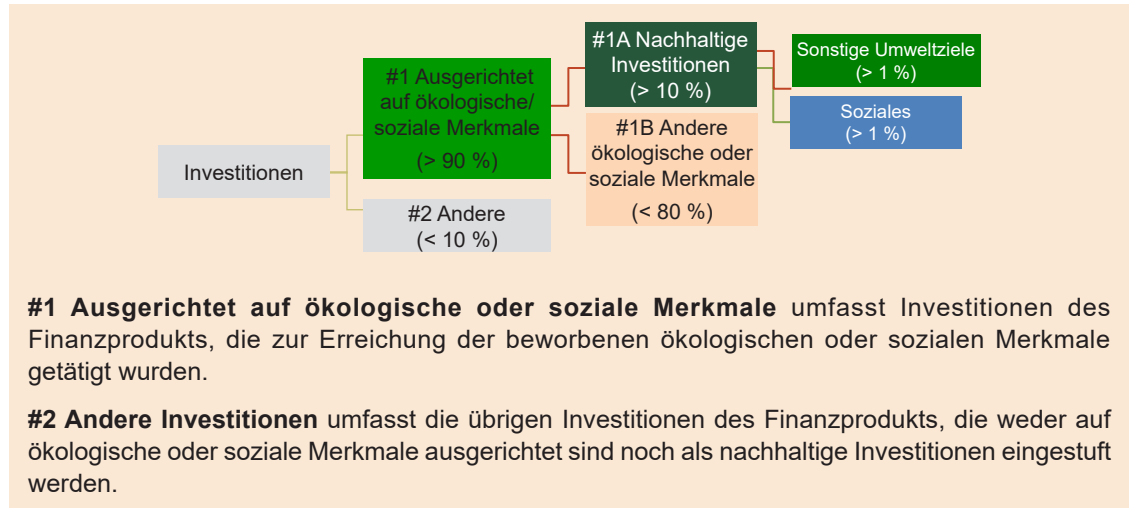 Investitionen
#1 Ausgerichtet
auf ökologische/
soziale Merkmale
(> 90 %)
#2 Andere
(< 10 %)
#1A Nachhaltige
Investitionen
(> 10 %)
#1B Andere
ökologische oder
soziale Merkmale
(< 80 %)
Sonstige Umweltziele
(> 1 %)
Soziales
(> 1 %)
#1 Ausgerichtet auf ökologische oder soziale Merkmale umfasst Investitionen des
Finanzprodukts, die zur Erreichung der beworbenen ökologischen oder sozialen Merkmale
getätigt wurden.
#2 Andere Investitionen umfasst die übrigen Investitionen des Finanzprodukts, die weder auf
ökologische oder soziale Merkmale ausgerichtet sind noch als nachhaltige Investitionen eingestuft
werden.